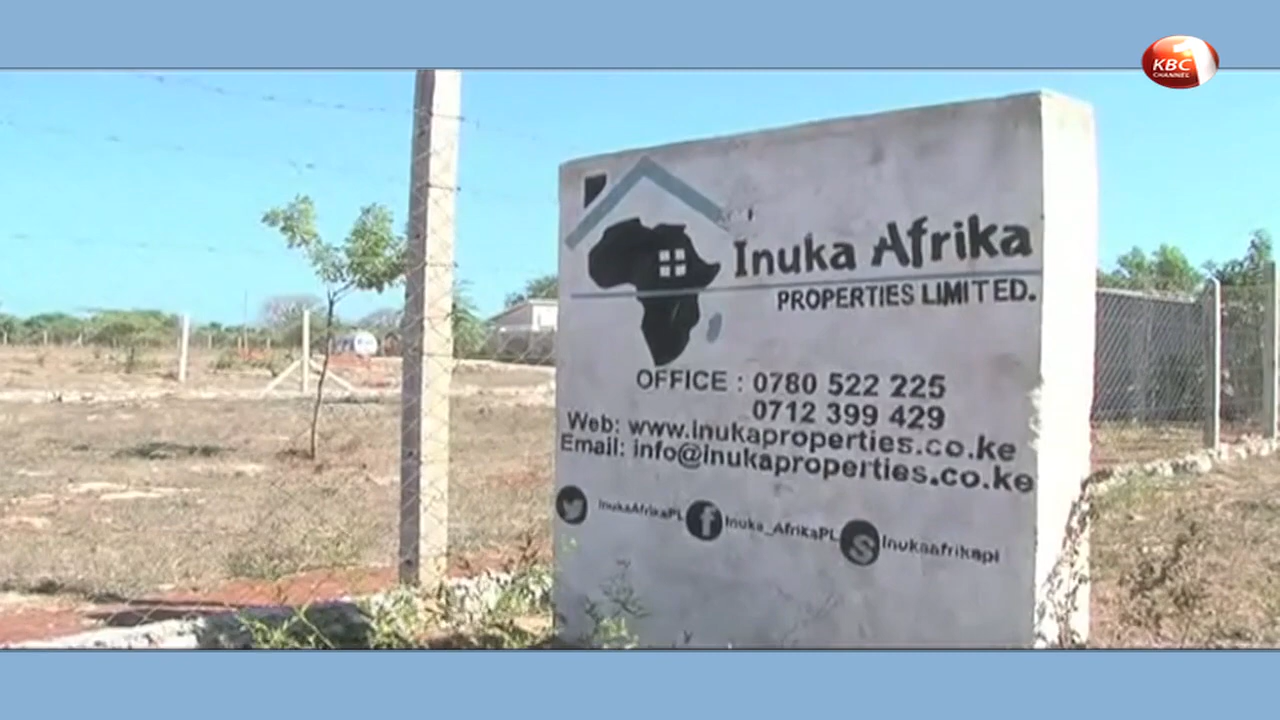 KBC 1
CHANNEL
Inuka Afrika
PROPERTIES LIMITED.
OFFICE : 0780 522 225
0712 399 429
Web: www.inukaproperties.co.ke
Email: info@inukaproperties.co.ke
InukaAfrikaPL Inuka_AfrikaPL Inukaafrikapl